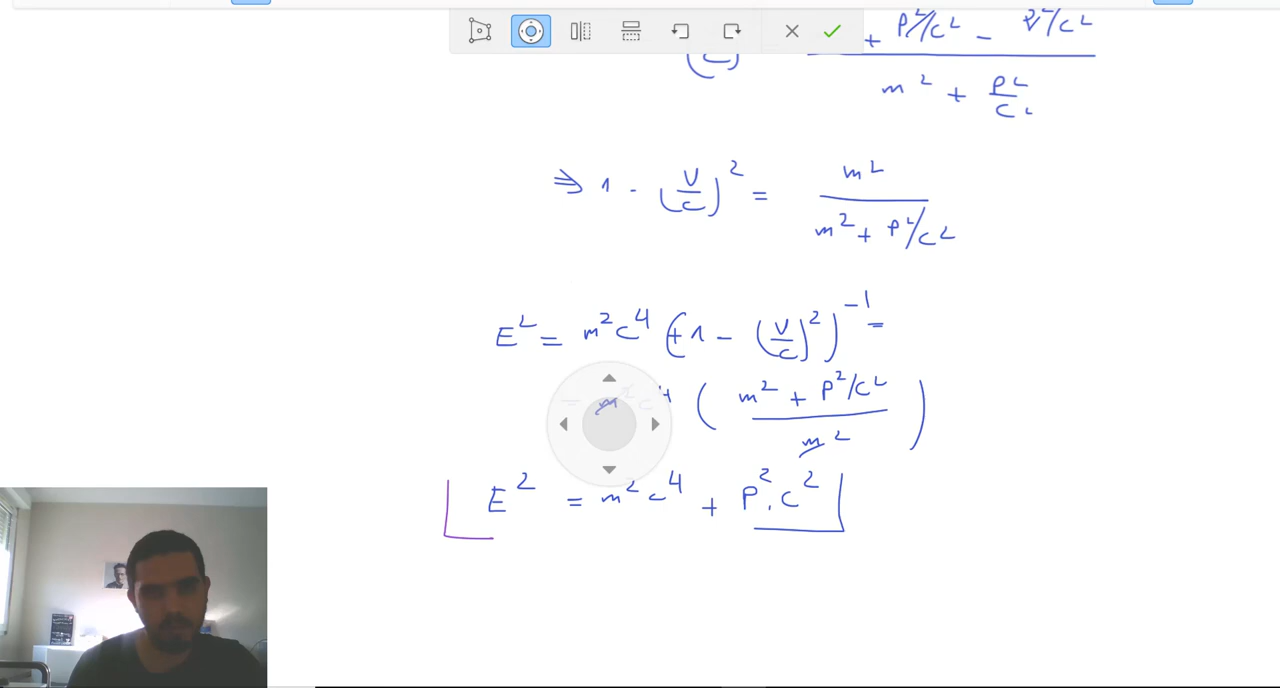 + P²/c² - P²/c²
(c)
m² + P²/c²
⇒ 1 - (v/c)² = m² / (m² + P²/c²)
E² = m²c⁴ (+1 - (v/c)²)⁻¹ =
= m²c⁴ ((m² + P²/c²) / m²)
E² = m²c⁴ + P².c²